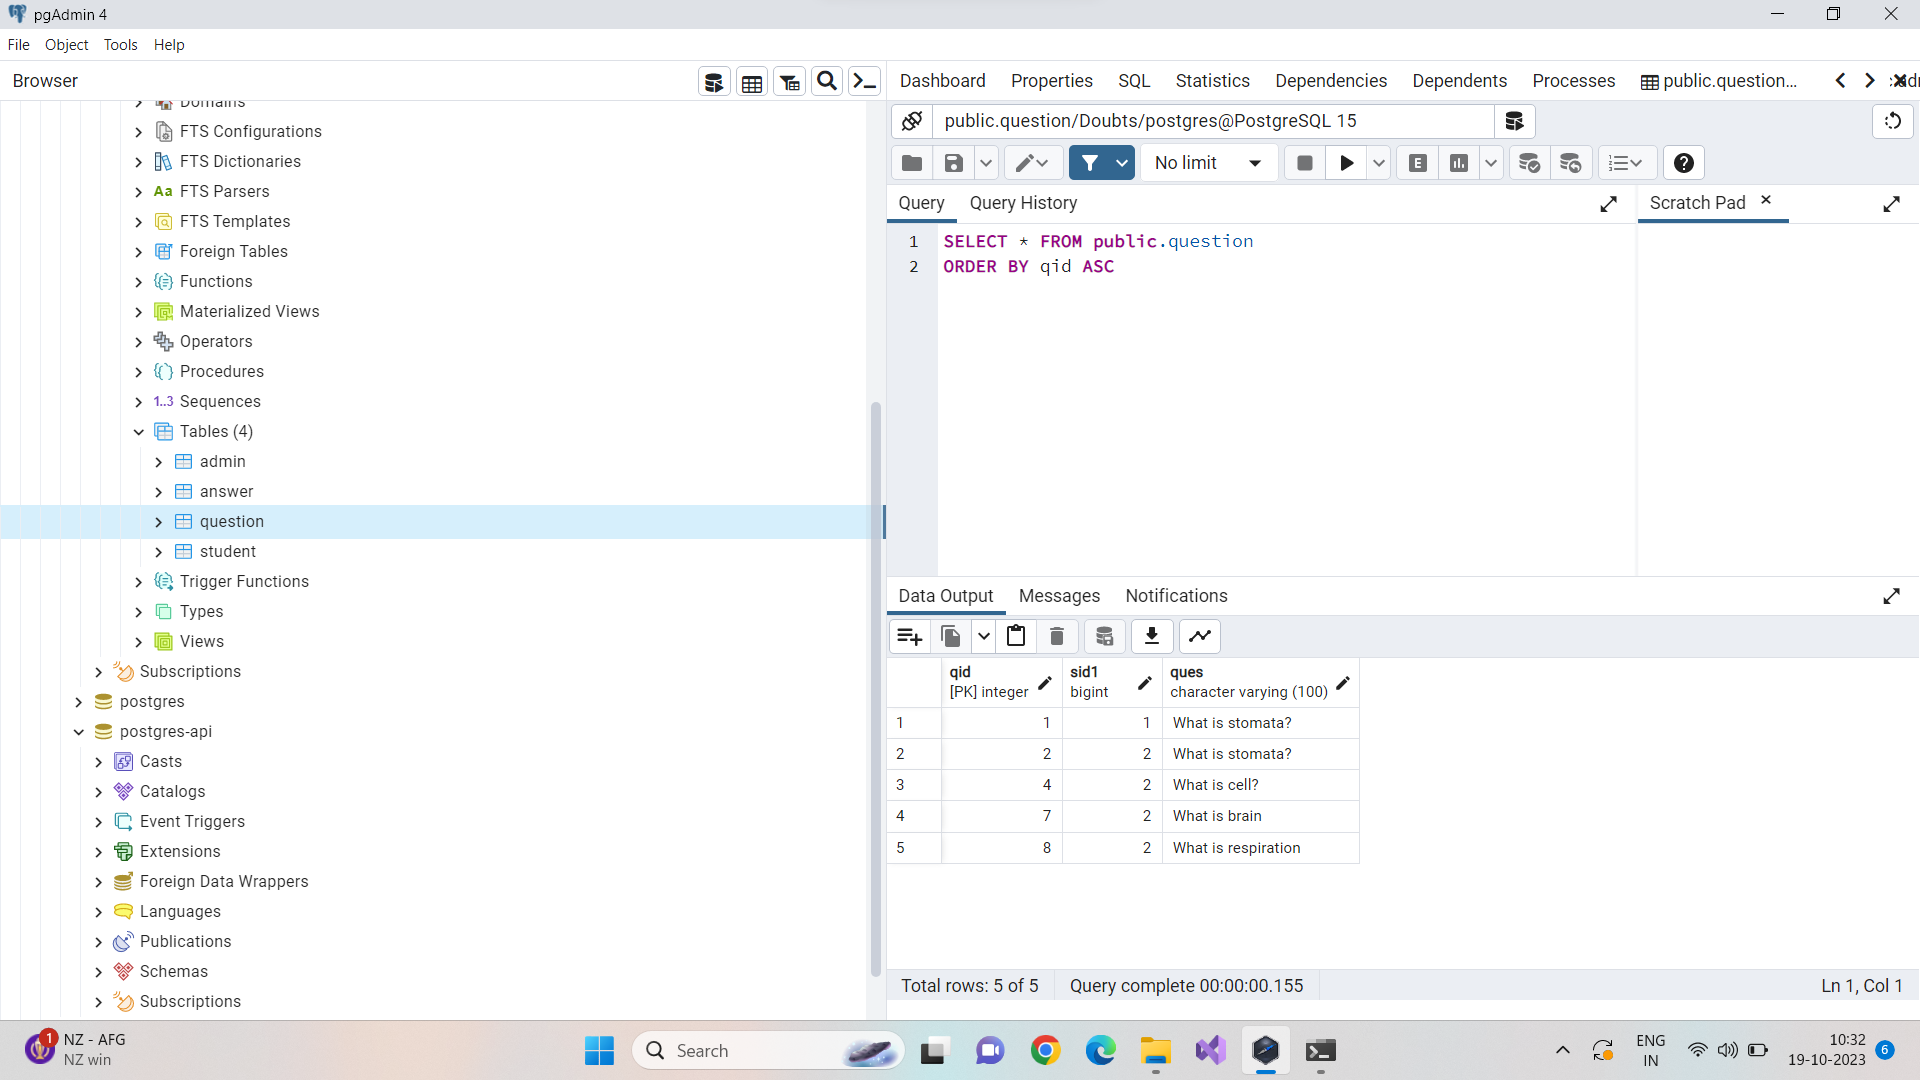 pgAdmin 4
File Object Tools Help
Browser
Dashboard Properties SQL Statistics Dependencies Dependents Processes public.question...
Domains
FTS Configurations
FTS Dictionaries
Aa FTS Parsers
FTS Templates
Foreign Tables
Functions
Materialized Views
Operators
Procedures
1..3 Sequences
Tables (4)
admin
answer
question
student
Trigger Functions
Types
Views
Subscriptions
postgres
postgres-api
Casts
Catalogs
Event Triggers
Extensions
Foreign Data Wrappers
Languages
Publications
Schemas
Subscriptions
public.question/Doubts/postgres@PostgreSQL 15
No limit
E
Query Query History
Scratch Pad
1 SELECT * FROM public.question
2 ORDER BY qid ASC
Data Output Messages Notifications
qid sid1 ques
[PK] integer bigint character varying (100)
1 1 1 What is stomata?
2 2 2 What is stomata?
3 4 2 What is cell?
4 7 2 What is brain
5 8 2 What is respiration
Total rows: 5 of 5 Query complete 00:00:00.155 Ln 1, Col 1
1 NZ - AFG
NZ win
Search
ENG
IN
10:32
19-10-2023
6